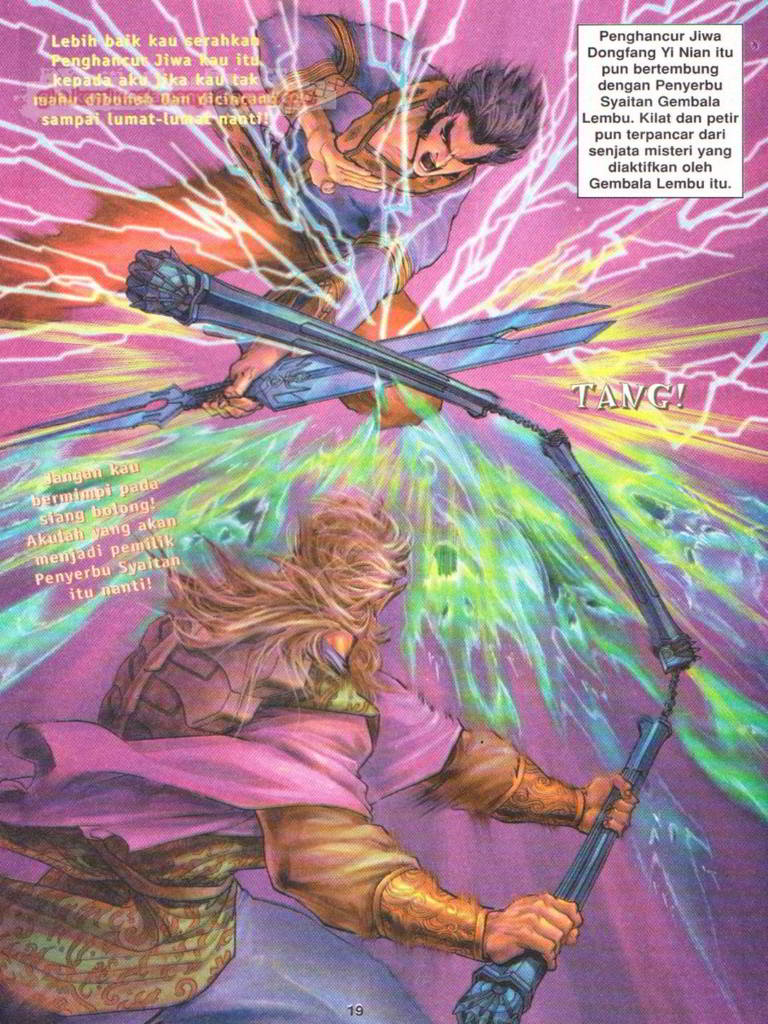 Lebih baik kau serahkan
Penghancur Jiwa kau itu
kepada aku jika kau tak
mahu dibunuh dan dicincang
sampai lumat-lumat nanti!
Penghancur Jiwa
Dongfang Yi Nian itu
pun bertembung
dengan Penyerbu
Syaitan Gembala
Lembu. Kilat dan petir
pun terpancar dari
senjata misteri yang
diaktifkan oleh
Gembala Lembu itu.
TANG!
Jangan kau
bermimpi pada
siang bolong!
Akulah yang akan
menjadi pemilik
Penyerbu Syaitan
itu nanti!
19